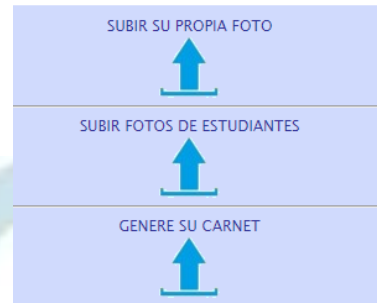 SUBIR SU PROPIA FOTO
SUBIR FOTOS DE ESTUDIANTES
GENERE SU CARNET